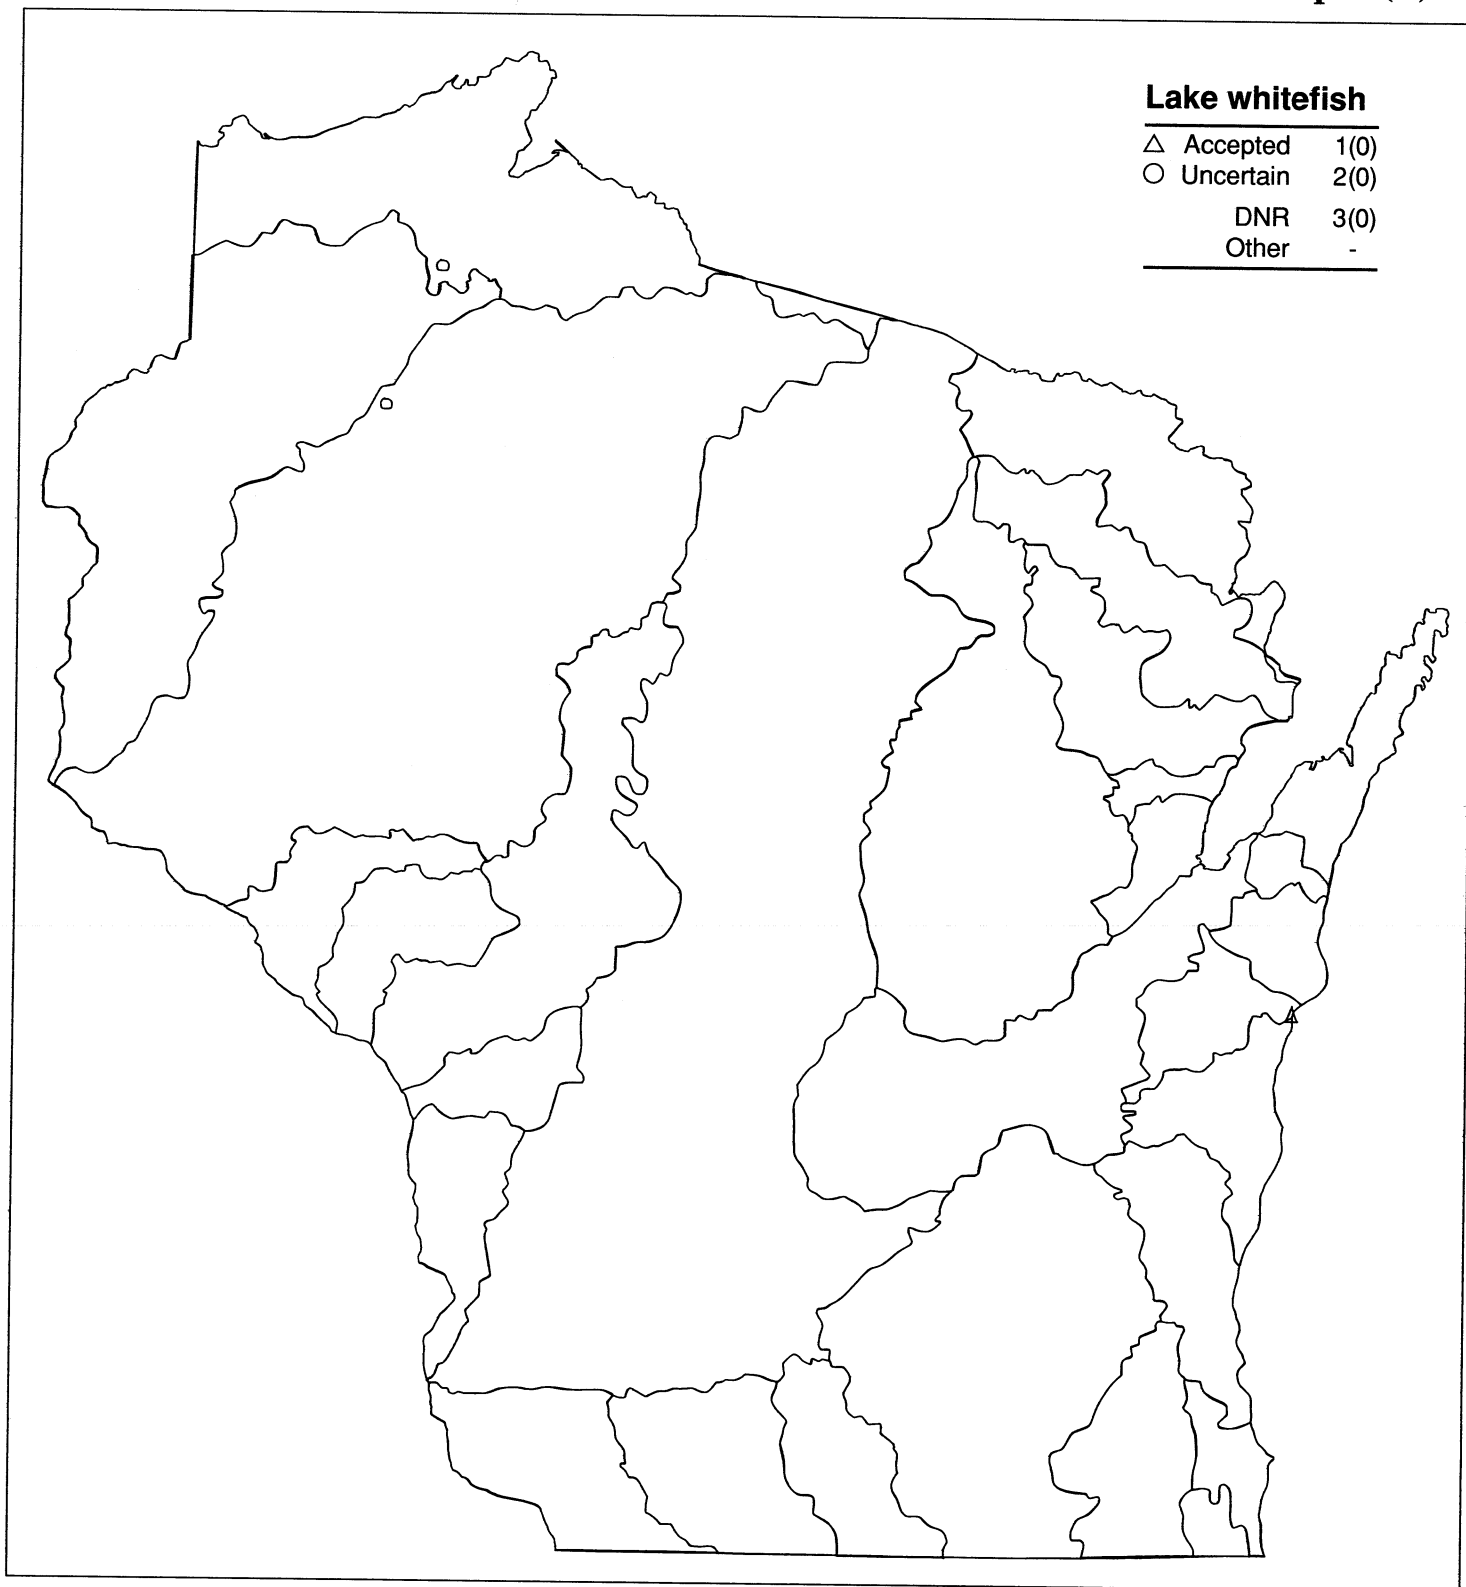 Lake whitefish
△ Accepted 1(0)
○ Uncertain 2(0)
DNR 3(0)
Other -